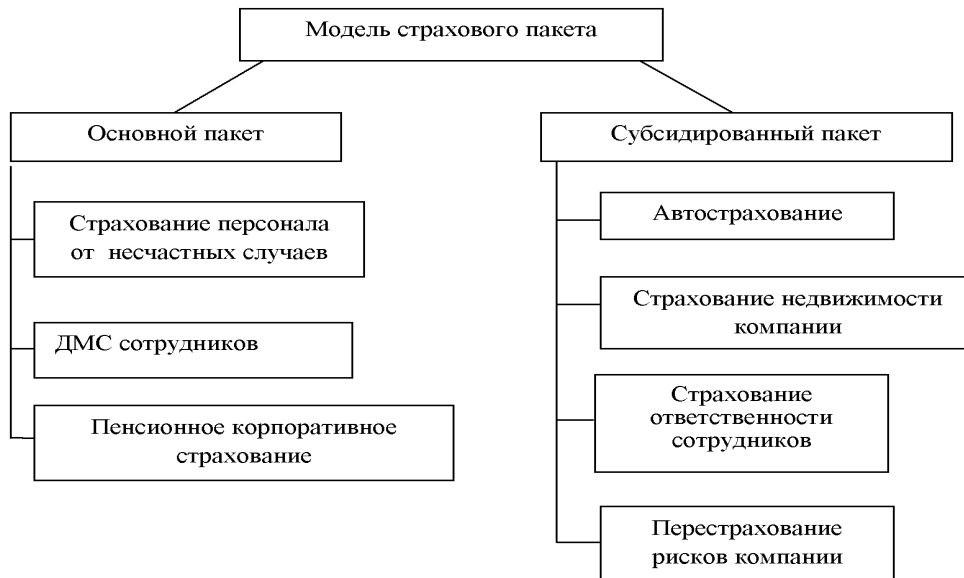 Модель страхового пакета
Основной пакет
Страхование персонала
от несчастных случаев
ДМС сотрудников
Пенсионное корпоративное
страхование
Субсидированный пакет
Автострахование
Страхование недвижимости
компании
Страхование
ответственности
сотрудников
Перестрахование
рисков компании